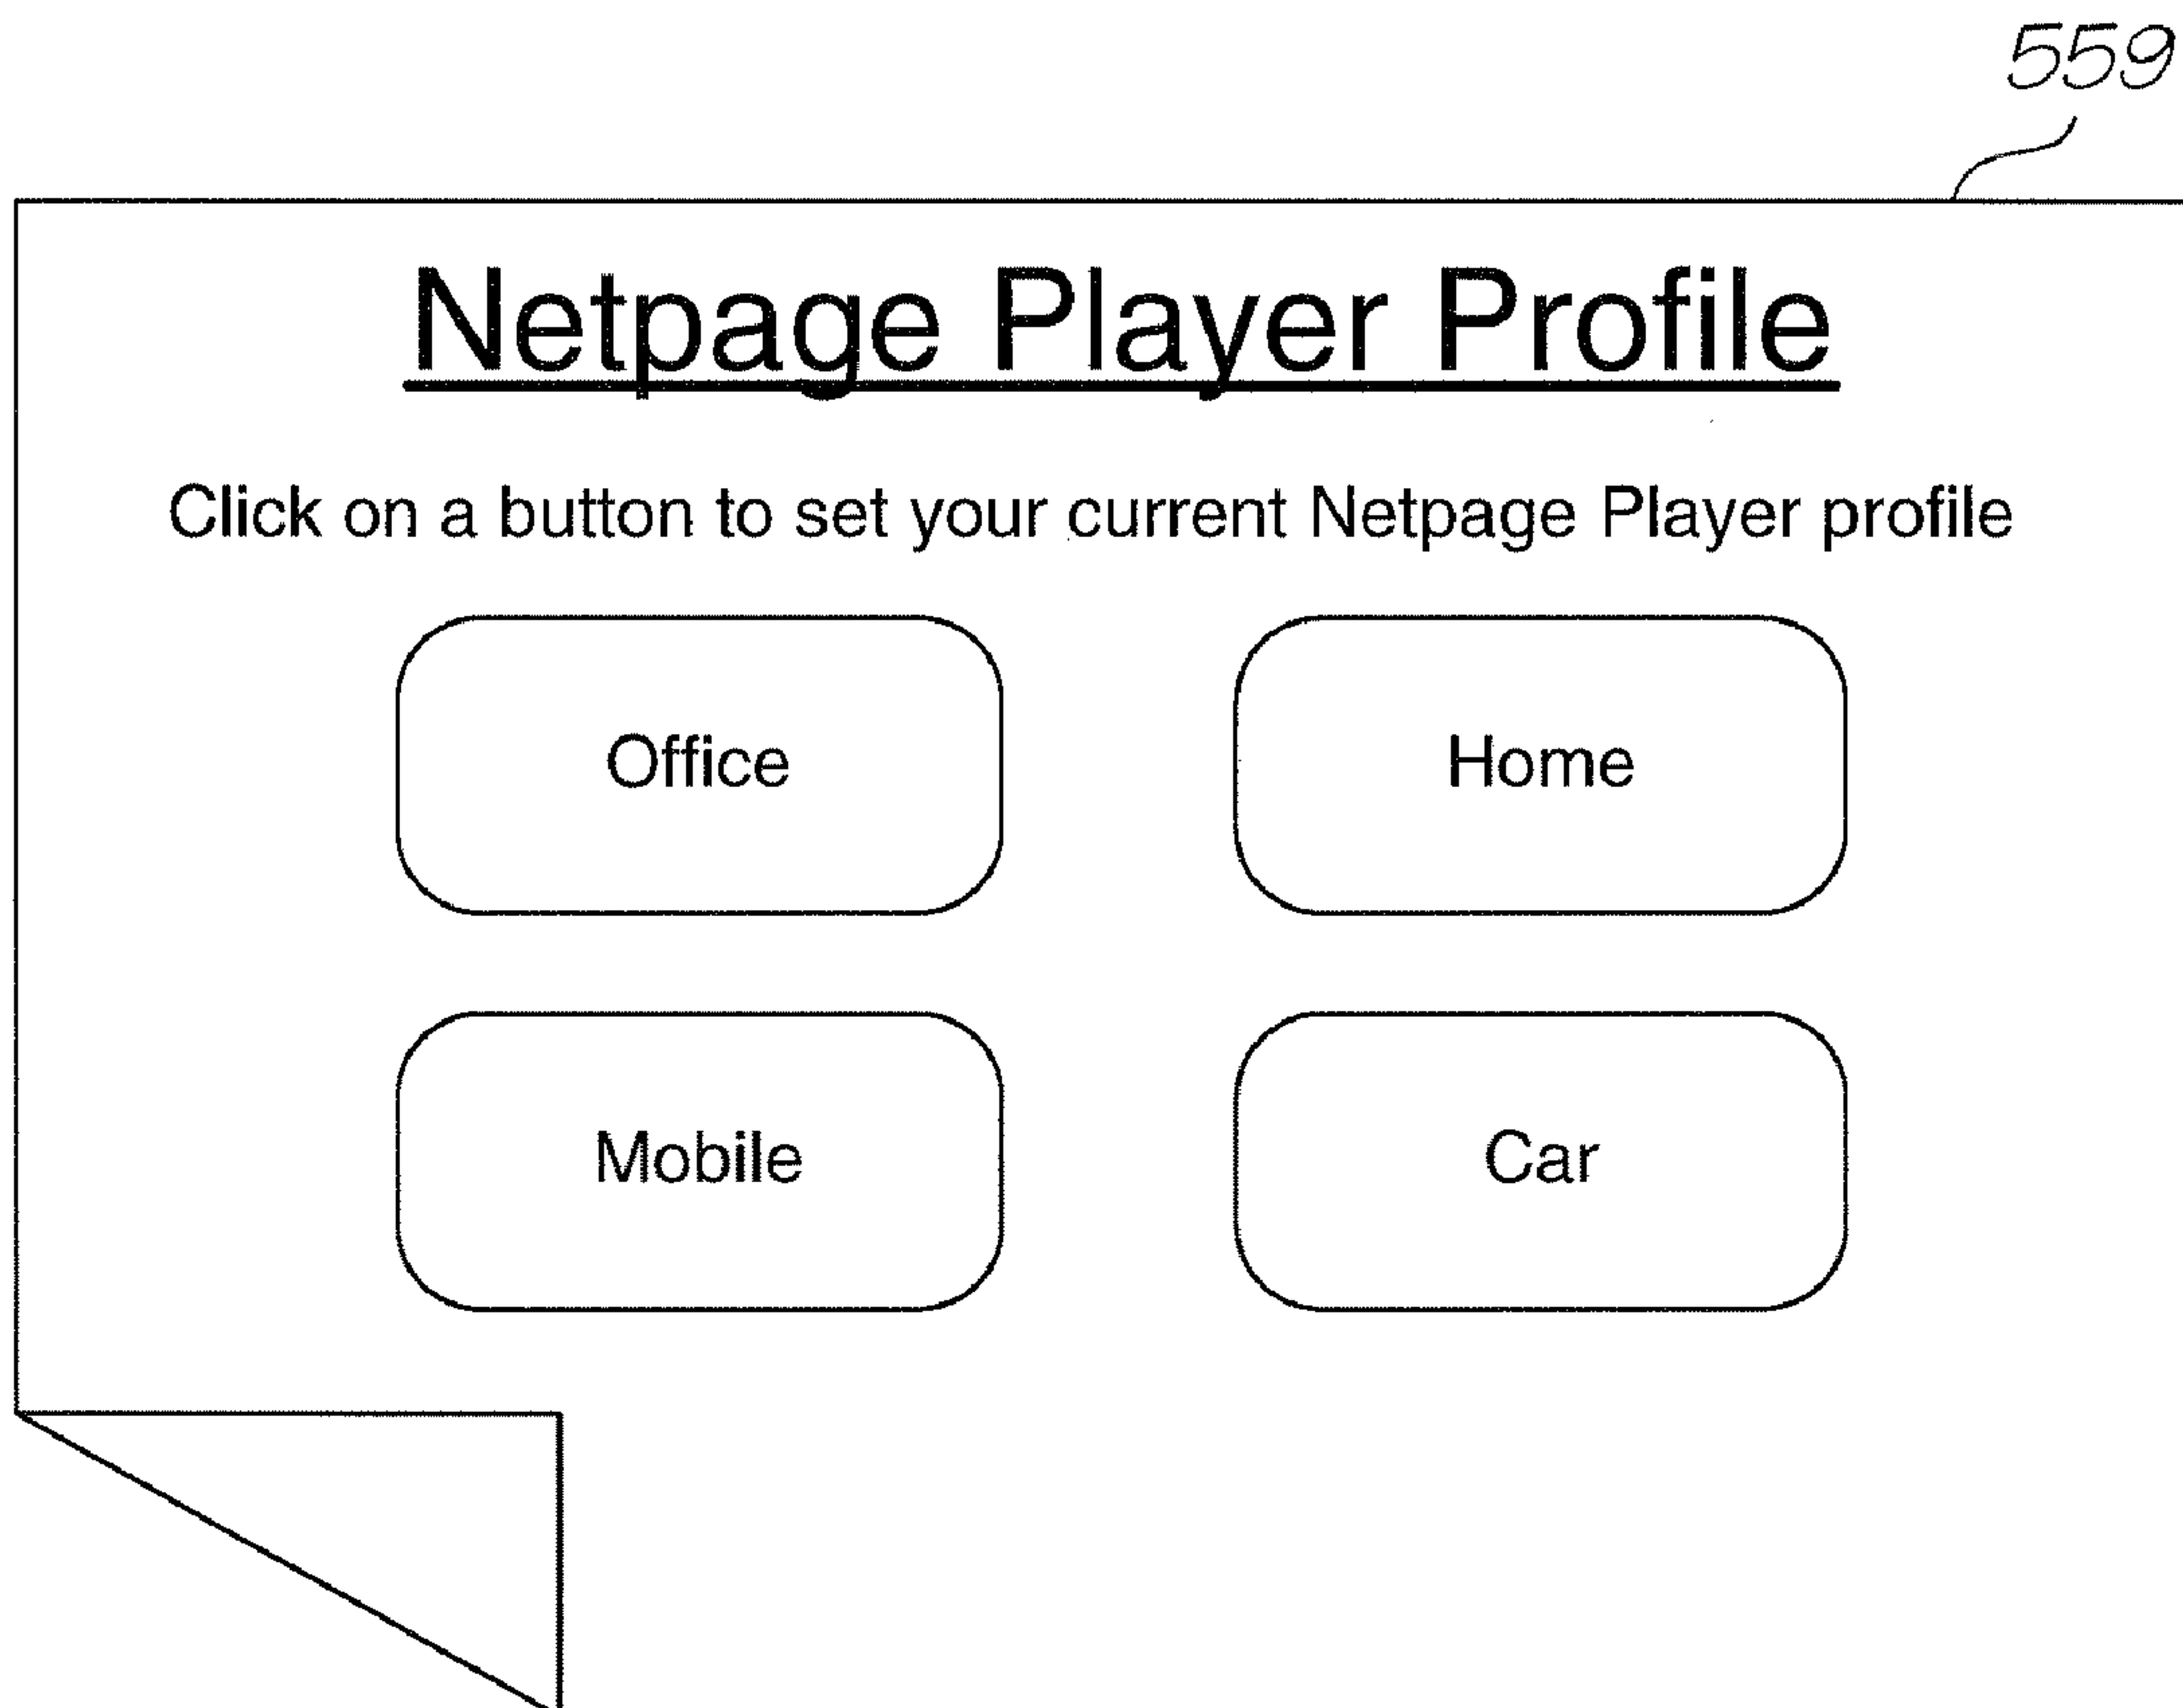 559
Netpage Player Profile
Click on a button to set your current Netpage Player profile
Office Home
Mobile Car